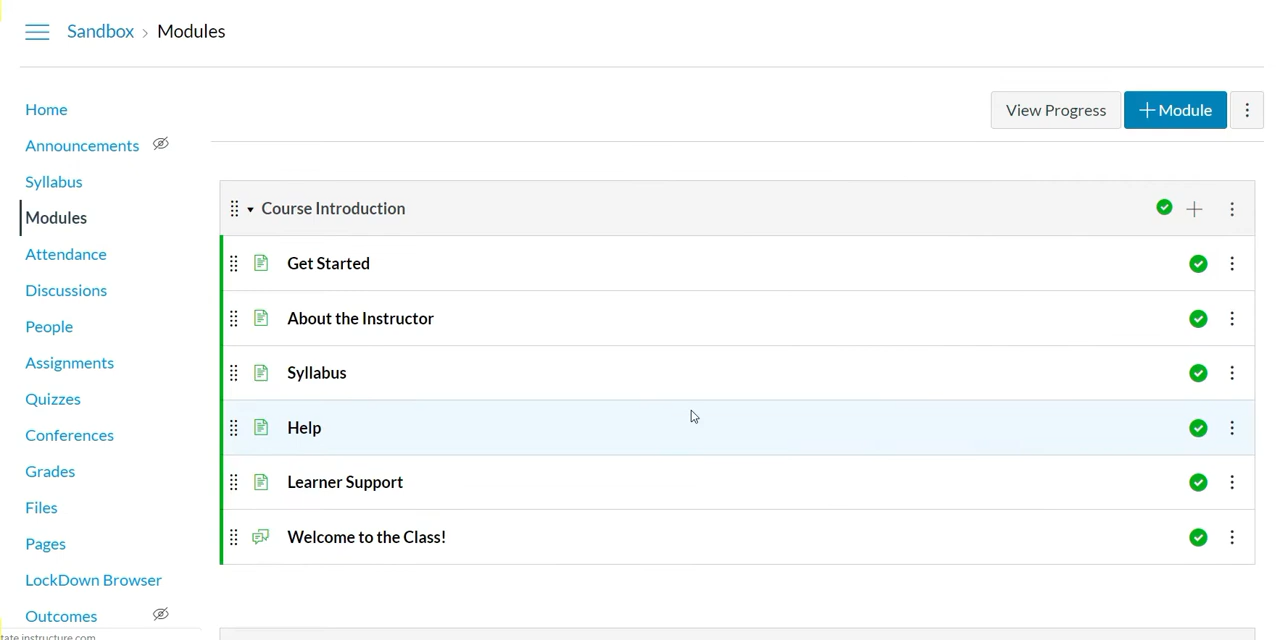 Sandbox › Modules
Home
Announcements
Syllabus
Modules
Attendance
Discussions
People
Assignments
Quizzes
Conferences
Grades
Files
Pages
LockDown Browser
Outcomes
View Progress
+ Module
Course Introduction
Get Started
About the Instructor
Syllabus
Help
Learner Support
Welcome to the Class!
tate.instructure.com